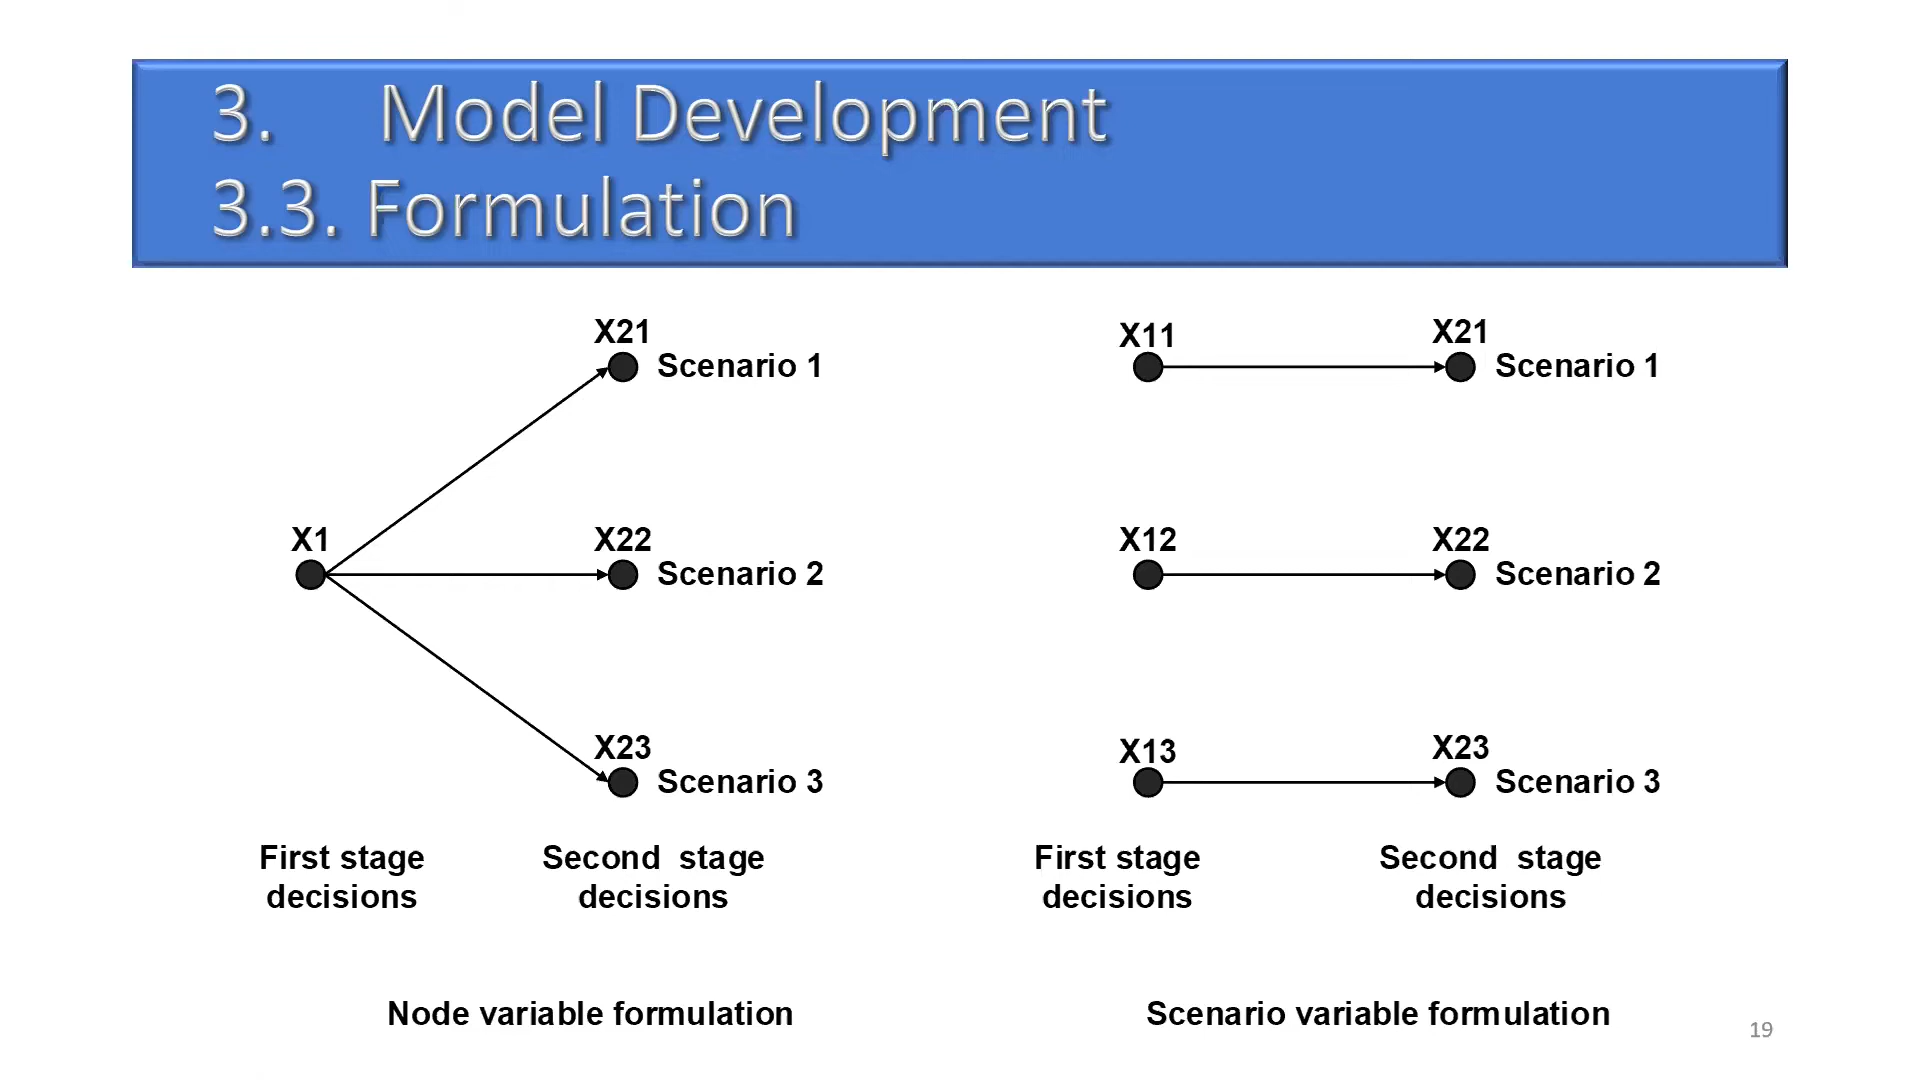 3. Model Development
3.3. Formulation
X21
Scenario 1
X1
X22
Scenario 2
X23
Scenario 3
First stage
decisions
Second stage
decisions
Node variable formulation
X11
X21
Scenario 1
X12
X22
Scenario 2
X13
X23
Scenario 3
First stage
decisions
Second stage
decisions
Scenario variable formulation
19